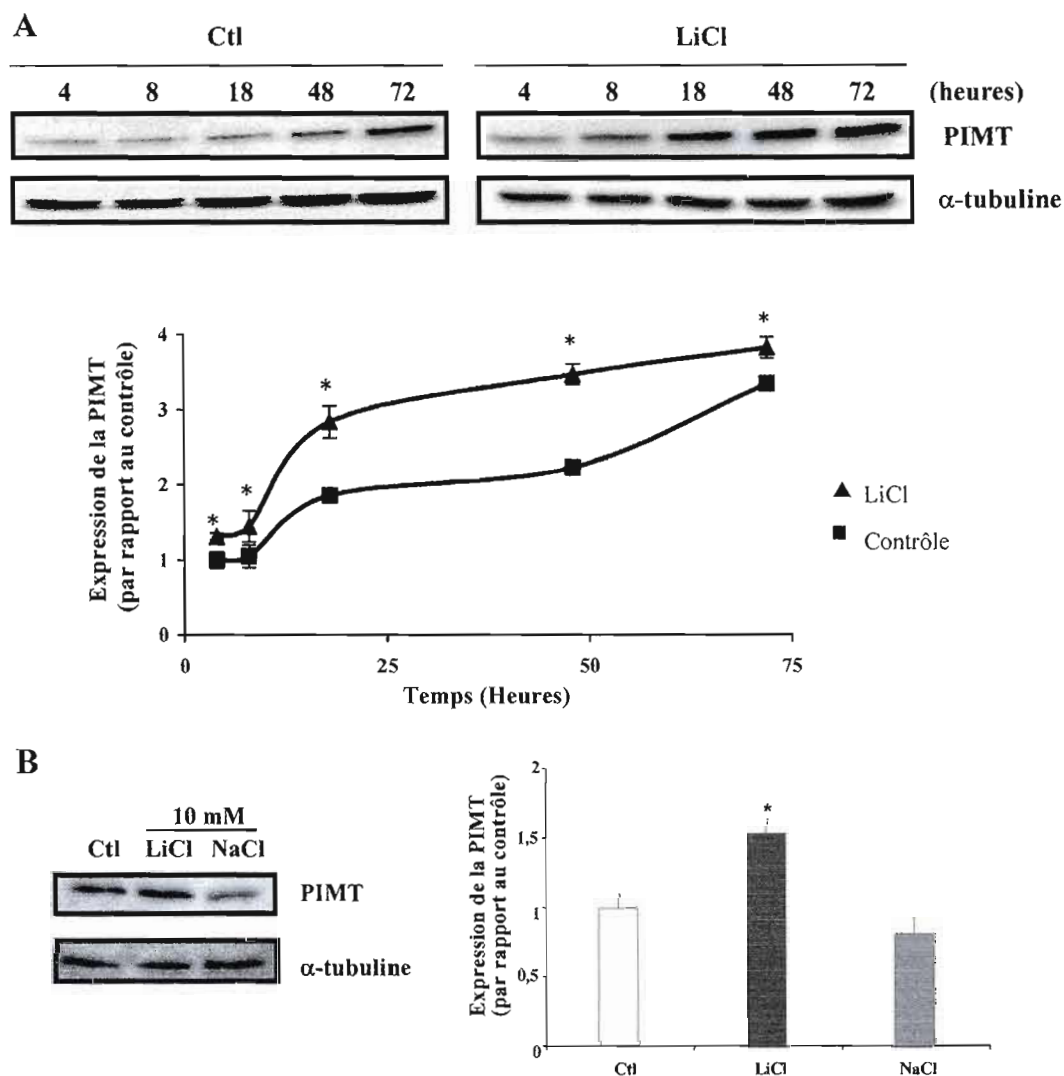 A
Ctl LiCl
4 8 18 48 72 4 8 18 48 72 (heures)
PIMT
α-tubuline
Expression de la PIMT
(par rapport au contrôle)
4
3
2
1
0
* * * * *
0 25 50 75
Temps (Heures)
LiCl
Contrôle
B
10 mM
Ctl LiCl NaCl
PIMT
α-tubuline
Expression de la PIMT
(par rapport au contrôle)
2
1,5
1
0,5
0
*
Ctl LiCl NaCl